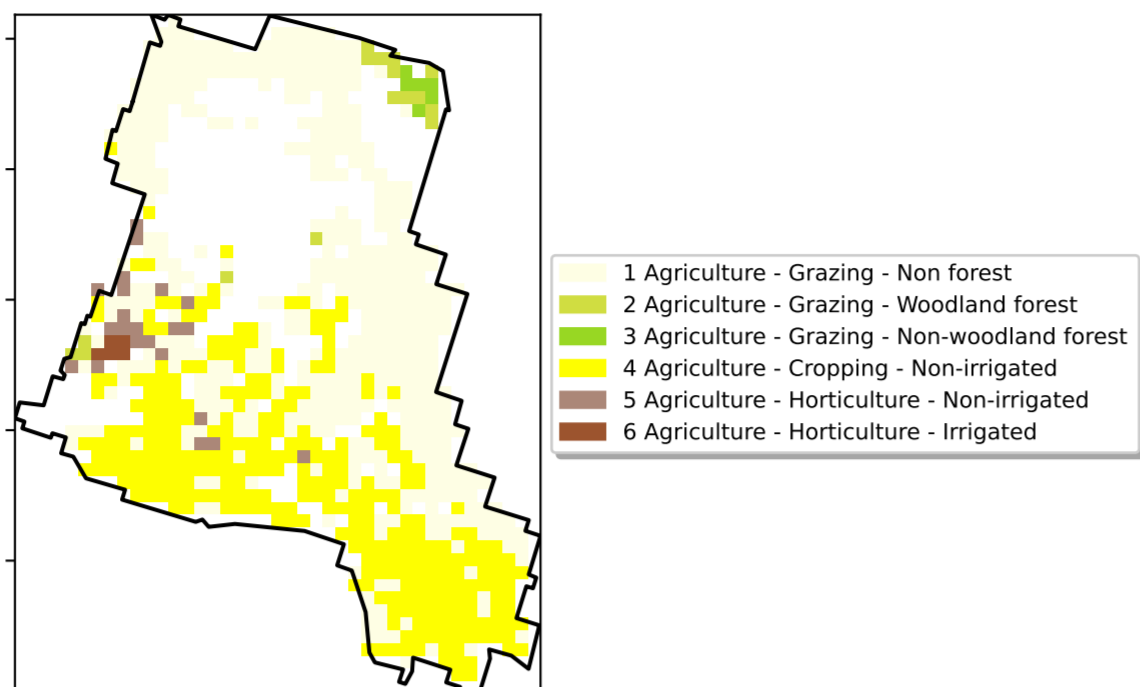 1 Agriculture - Grazing - Non forest
2 Agriculture - Grazing - Woodland forest
3 Agriculture - Grazing - Non-woodland forest
4 Agriculture - Cropping - Non-irrigated
5 Agriculture - Horticulture - Non-irrigated
6 Agriculture - Horticulture - Irrigated